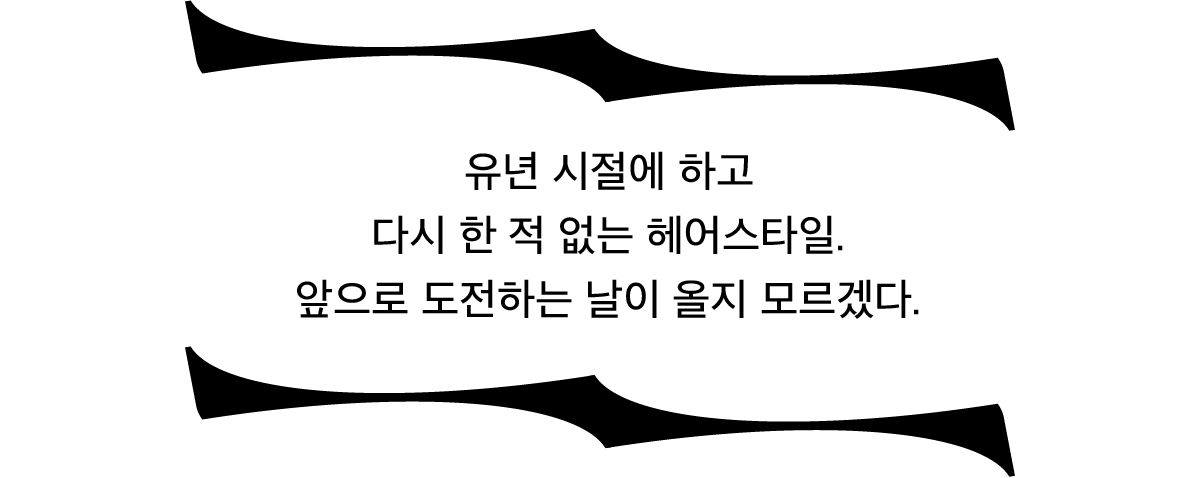 유년 시절에 하고
다시 한 적 없는 헤어스타일.
앞으로 도전하는 날이 올지 모르겠다.